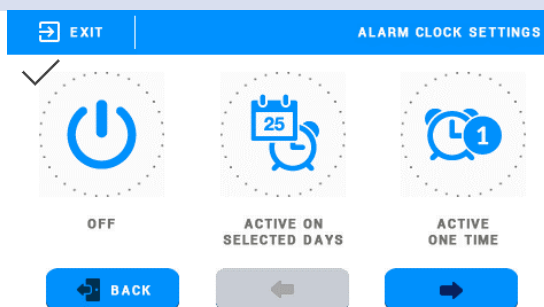 EXIT
ALARM CLOCK SETTINGS
25
1
OFF
ACTIVE ON
SELECTED DAYS
ACTIVE
ONE TIME
BACK